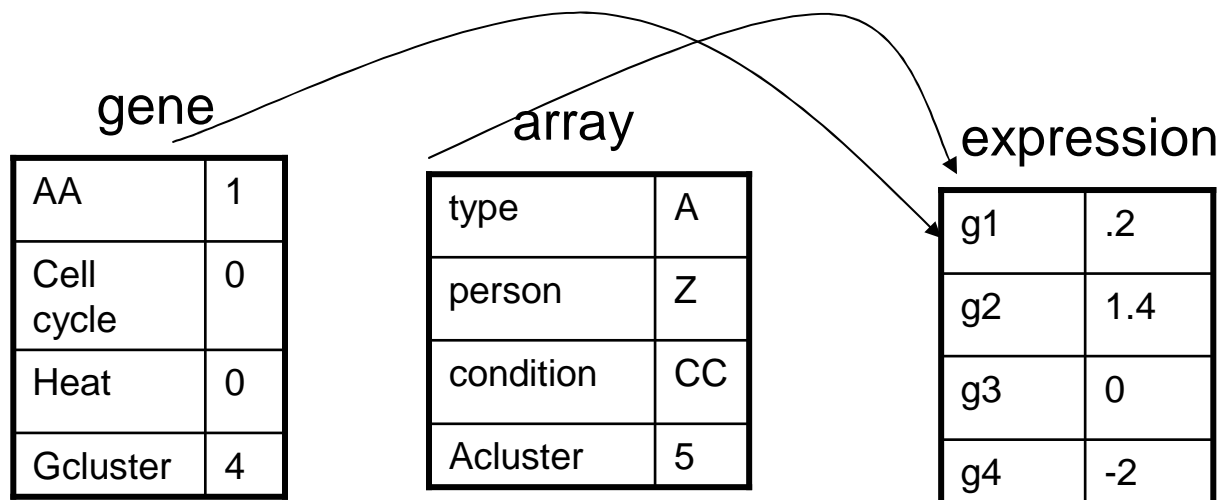 gene
AA 1
Cell cycle 0
Heat 0
Gcluster 4
array
type A
person Z
condition CC
Acluster 5
expression
g1 .2
g2 1.4
g3 0
g4 -2